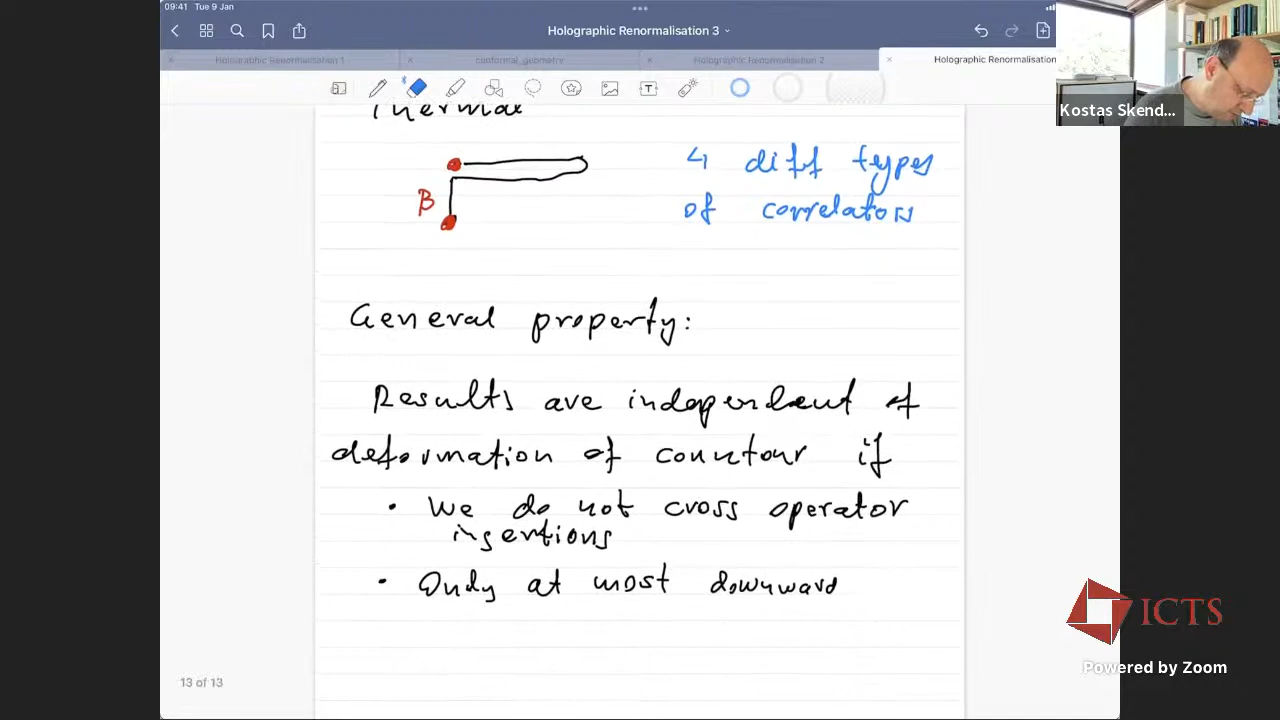 09:41 Tue 9 Jan
Holographic Renormalisation 3
Holographic Renormalisation 1
conformal_geometry
Holographic Renormalisation 2
Holographic Renormalisation
Kostas Skend...
Thermal
β
4 diff types
of correlators
General property:
Results are independent of
deformation of countour if
• We do not cross operator
insertions
• Only at most downward
13 of 13
ICTS
Powered by Zoom